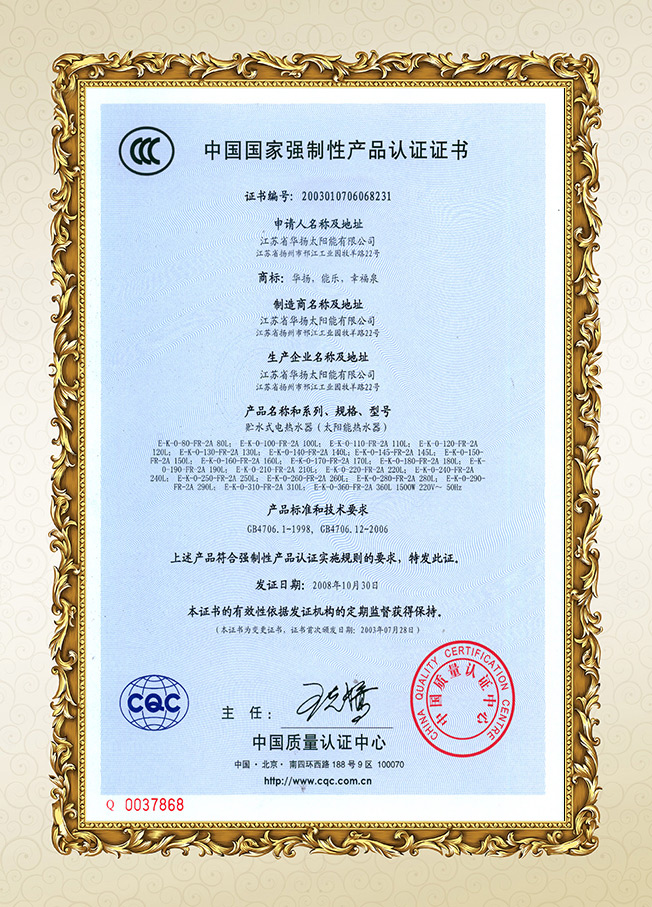 中国国家强制性产品认证证书
证书编号：2003010706068231
申请人名称及地址
江苏省华扬太阳能有限公司
江苏省扬州市邗江工业园牧羊路22号
商标：华扬，能乐，幸福泉
制造商名称及地址
江苏省华扬太阳能有限公司
江苏省扬州市邗江工业园牧羊路22号
生产企业名称及地址
江苏省华扬太阳能有限公司
江苏省扬州市邗江工业园牧羊路22号
产品名称和系列、规格、型号
贮水式电热水器（太阳能热水器）
E-K-0-80-FR-2A 80L； E-K-0-100-FR-2A 100L； E-K-0-110-FR-2A 110L； E-K-0-120-FR-2A
120L； E-K-0-130-FR-2A 130L； E-K-0-140-FR-2A 140L； E-K-0-145-FR-2A 145L； E-K-0-150-
FR-2A 150L； E-K-0-160-FR-2A 160L； E-K-0-170-FR-2A 170L； E-K-0-180-FR-2A 180L； E-K-
0-190-FR-2A 190L； E-K-0-210-FR-2A 210L； E-K-0-220-FR-2A 220L； E-K-0-240-FR-2A
240L； E-K-0-250-FR-2A 250L； E-K-0-260-FR-2A 260L； E-K-0-280-FR-2A 280L； E-K-0-290-
FR-2A 290L； E-K-0-310-FR-2A 310L； E-K-0-360-FR-2A 360L 1500W 220V～ 50Hz
产品标准和技术要求
GB4706.1-1998、GB4706.12-2006
上述产品符合强制性产品认证实施规则的要求，特发此证。
发证日期：2008年10月30日
本证书的有效性依据发证机构的定期监督获得保持。
（本证书为变更证书，证书首次颁发日期：2003年07月28日）
CQC
主 任：
CHINA QUALITY CERTIFICATION CENTRE
中国质量认证中心
中国质量认证中心
中国·北京·南四环西路 188 号 9 区 100070
http://www.cqc.com.cn
Q 0037868